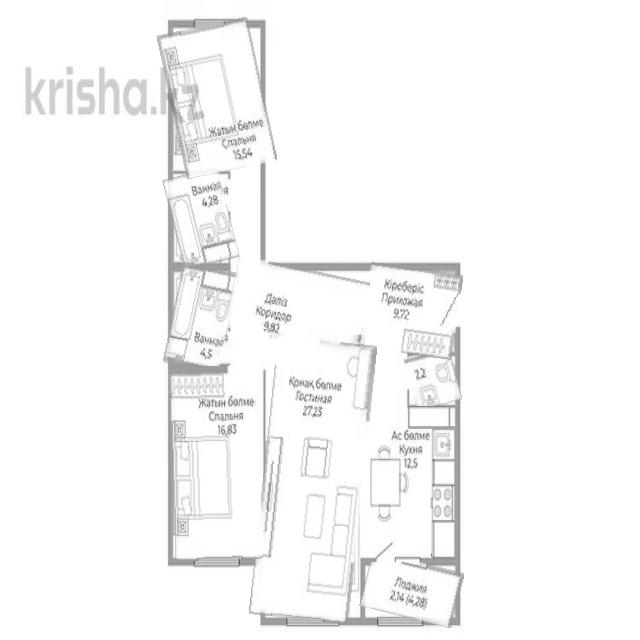 krisha.kz
Жатын бөлме
Спальня
15,54
Ванная
4,28
Дәліз
Коридор
9,82
Кіреберіс
Прихожая
9,72
Ванная
4,5
2,2
Қонақ бөлме
Гостиная
27,23
Жатын бөлме
Спальня
16,83
Ас бөлме
Кухня
12,5
Лоджия
2,14 (4,28)